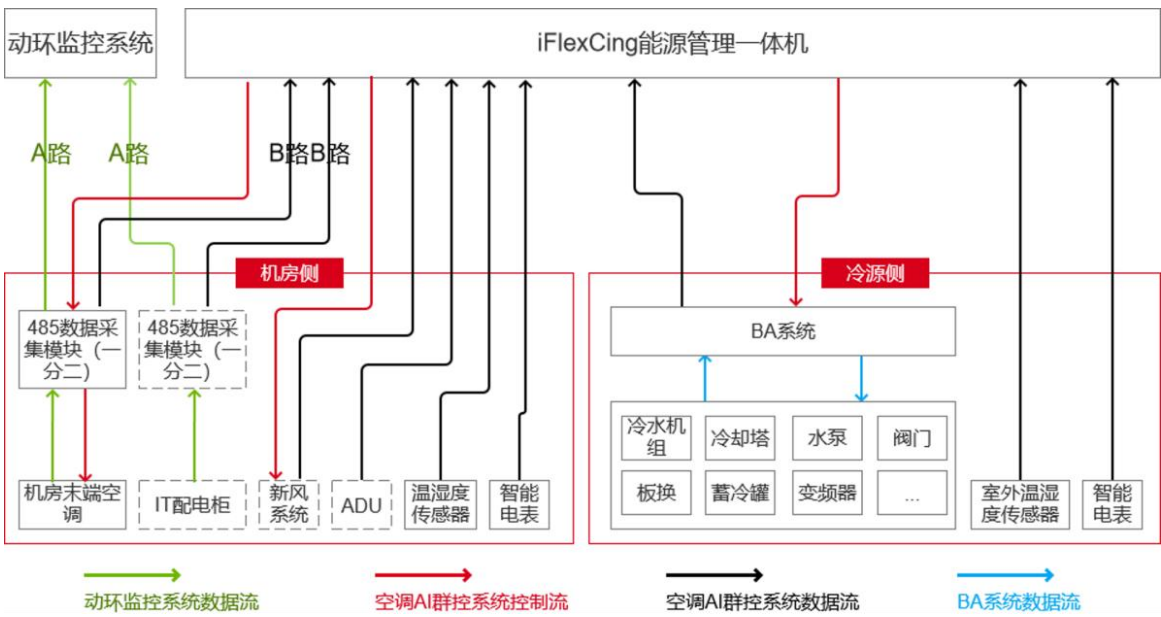 动环监控系统
iFlexCing能源管理一体机
A路
A路
B路B路
机房侧
冷源侧
485数据采
集模块（一
分二）
485数据采
集模块（一
分二）
BA系统
冷水机
组
冷却塔
水泵
阀门
板换
蓄冷罐
变频器
...
机房末端空
调
IT配电柜
新风
系统
ADU
温湿度
传感器
智能
电表
室外温湿
度传感器
智能
电表
动环监控系统数据流
空调AI群控系统控制流
空调AI群控系统数据流
BA系统数据流